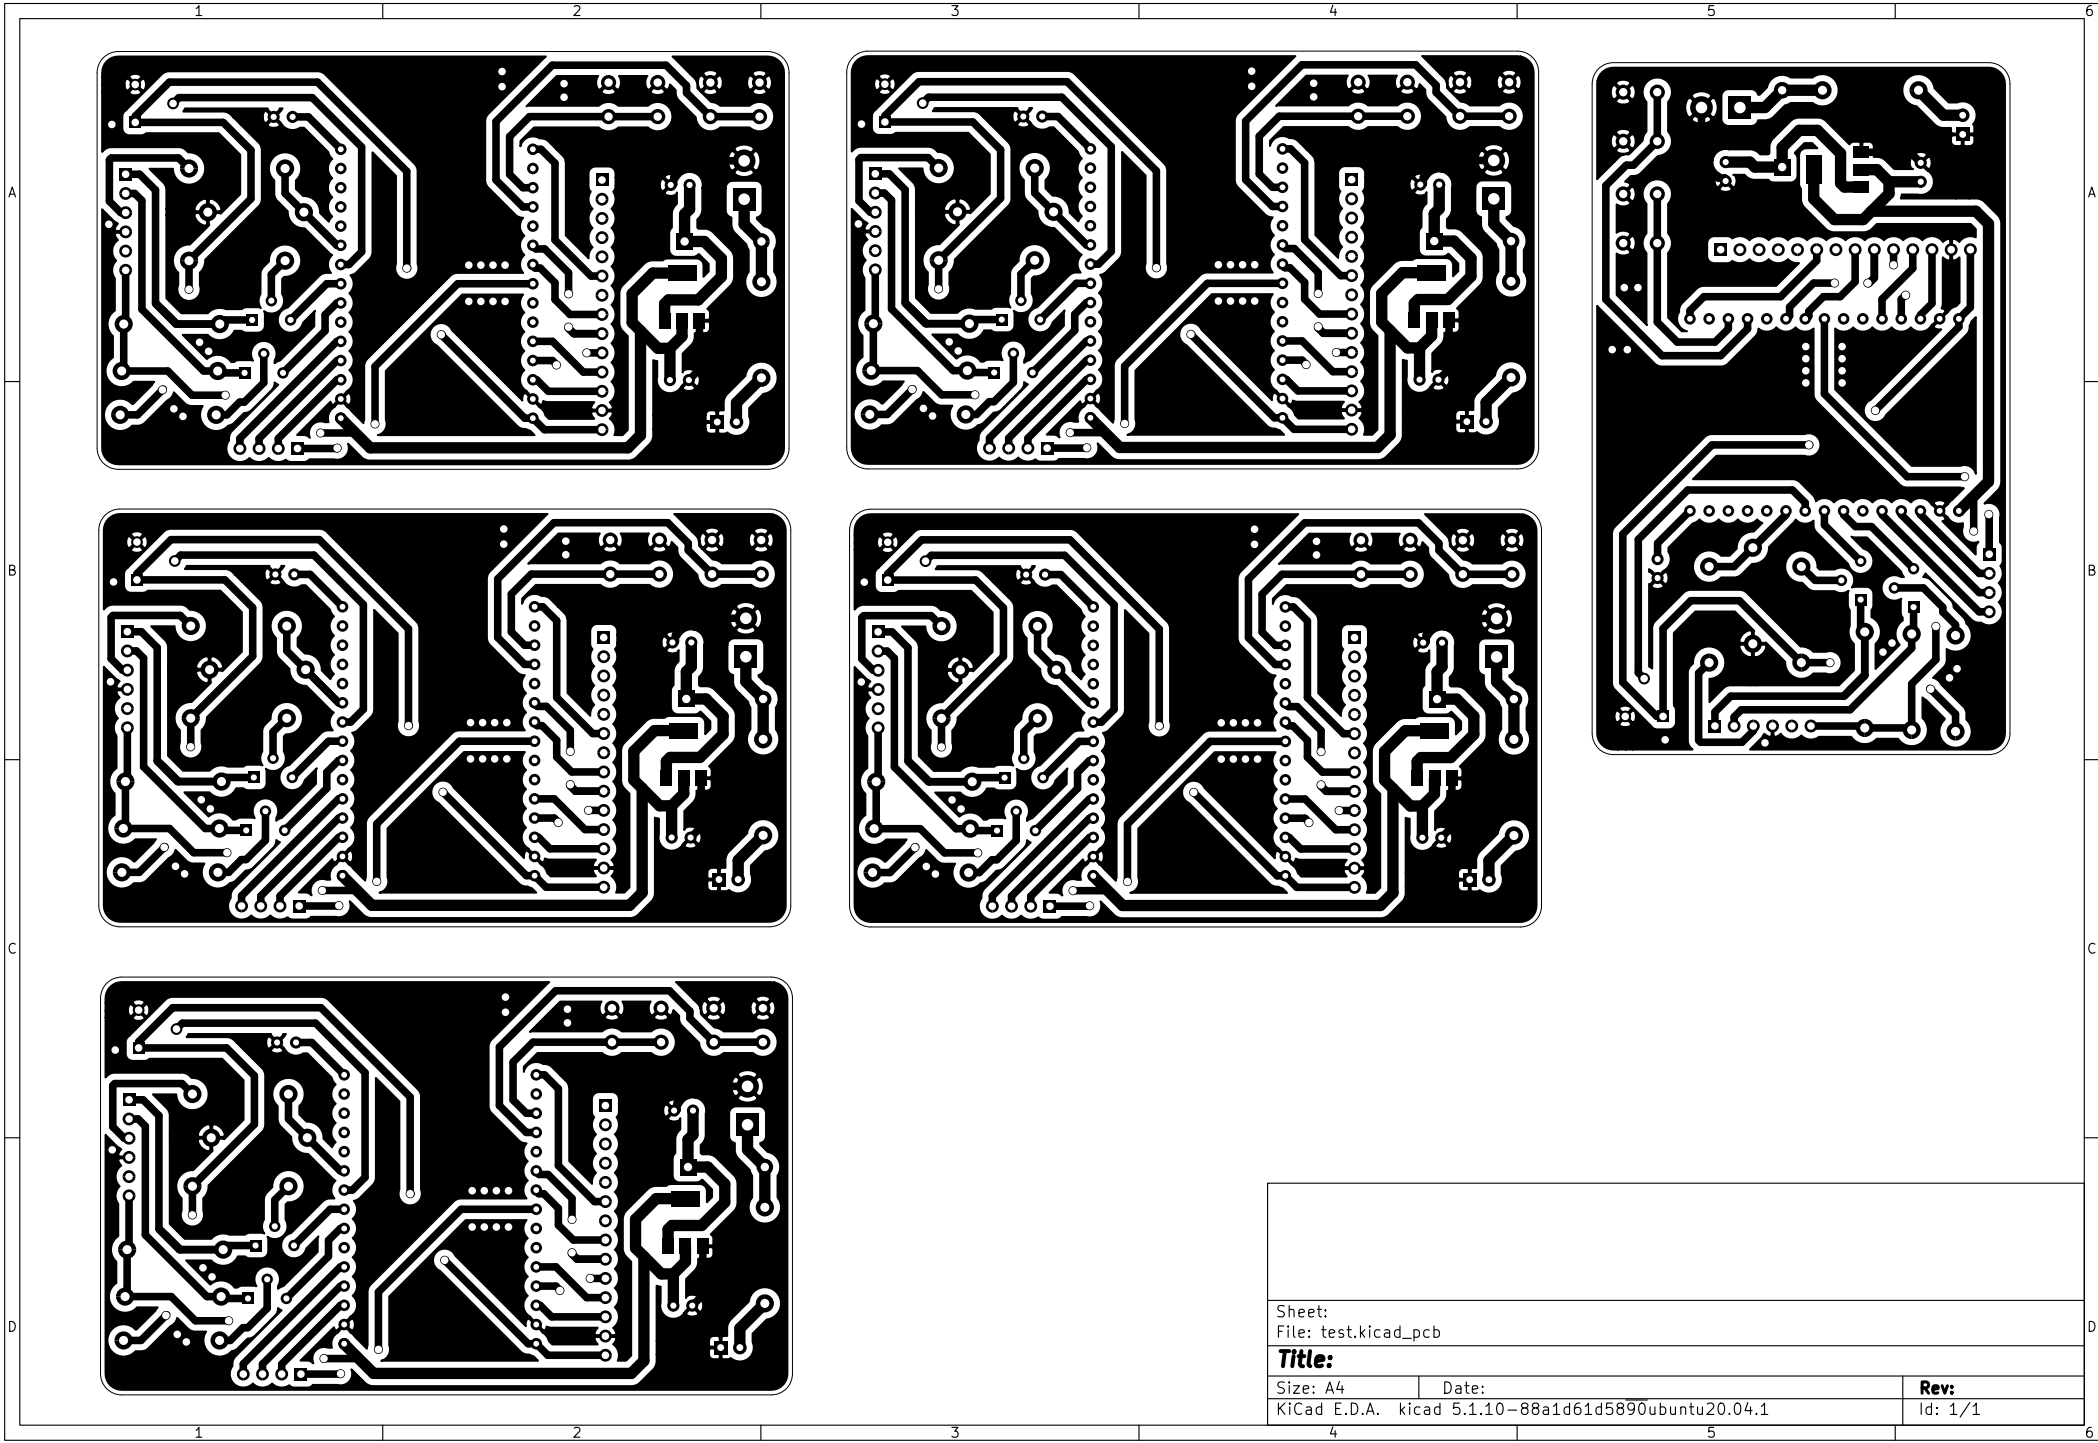 1 2 3 4 5 6
A A
B B
C C
D D
Sheet:
File: test.kicad_pcb
Title:
Size: A4 Date: Rev:
KiCad E.D.A. kicad 5.1.10-88a1d61d5890ubuntu20.04.1 Id: 1/1
1 2 3 4 5 6